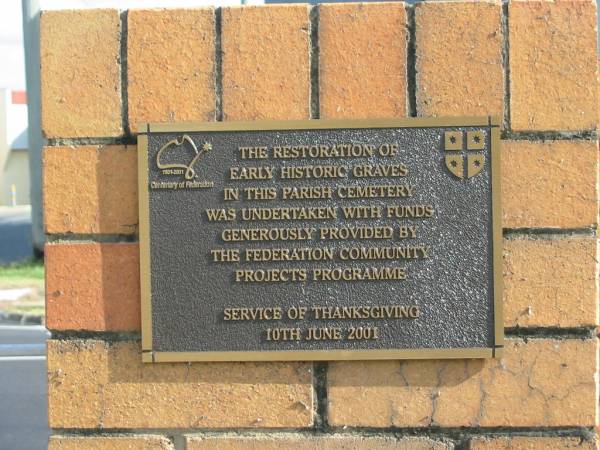 1901-2001
Centenary of Federation
THE RESTORATION OF
EARLY HISTORIC GRAVES
IN THIS PARISH CEMETERY
WAS UNDERTAKEN WITH FUNDS
GENEROUSLY PROVIDED BY
THE FEDERATION COMMUNITY
PROJECTS PROGRAMME
SERVICE OF THANKSGIVING
10TH JUNE 2001